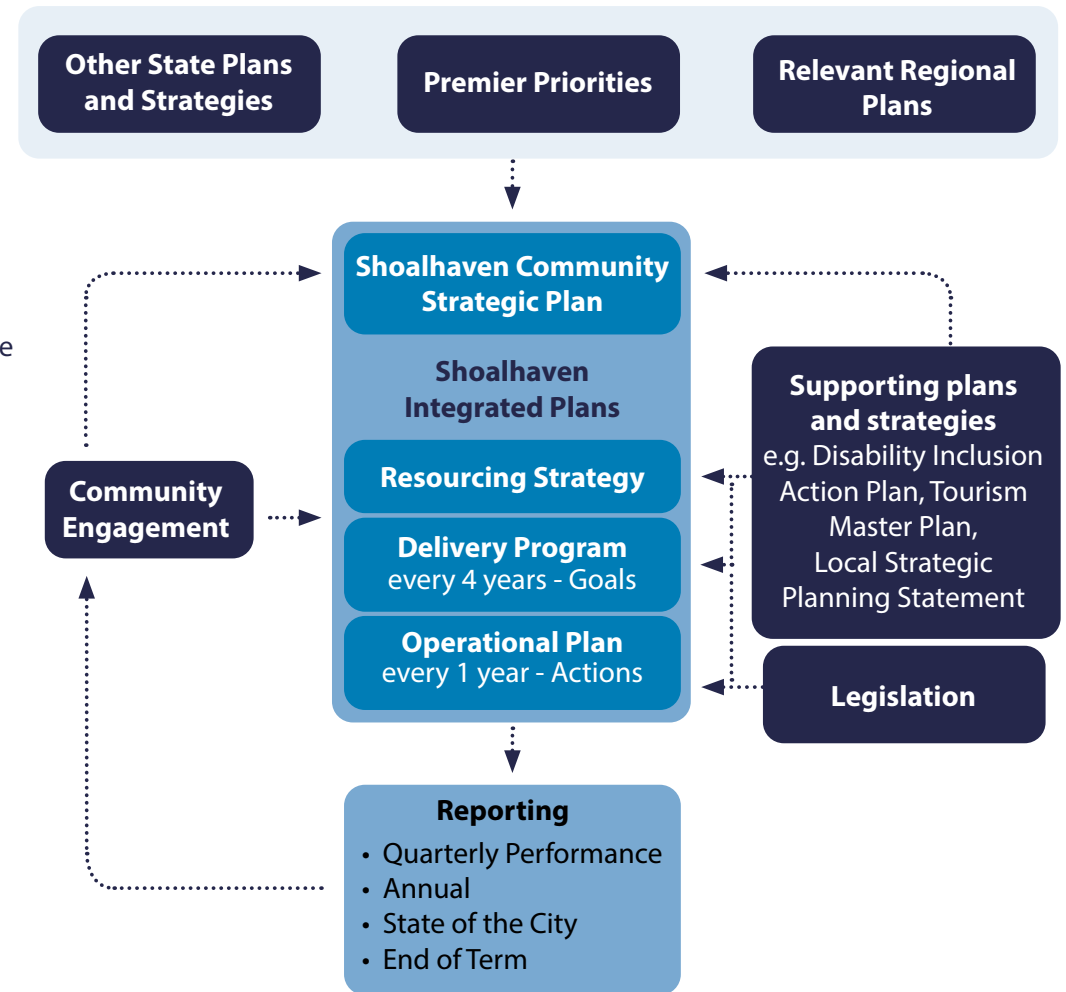 Other State Plans
and Strategies
Premier Priorities
Relevant Regional
Plans
Shoalhaven Community
Strategic Plan
Shoalhaven
Integrated Plans
Resourcing Strategy
Delivery Program
every 4 years - Goals
Operational Plan
every 1 year - Actions
e
Community
Engagement
Supporting plans
and strategies
e.g. Disability Inclusion
Action Plan, Tourism
Master Plan,
Local Strategic
Planning Statement
Legislation
Reporting
• Quarterly Performance
• Annual
• State of the City
• End of Term